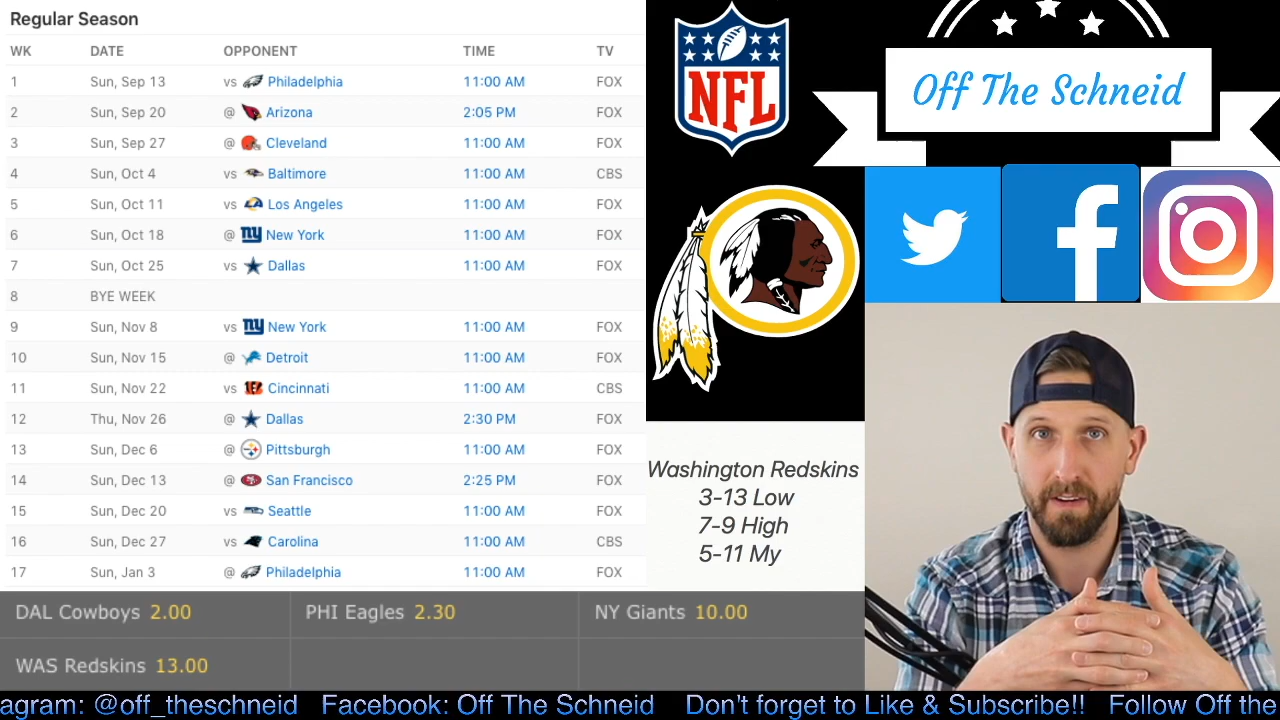 Regular Season
WK DATE OPPONENT TIME TV
1 Sun, Sep 13 vs Philadelphia 11:00 AM FOX
2 Sun, Sep 20 @ Arizona 2:05 PM FOX
3 Sun, Sep 27 @ Cleveland 11:00 AM FOX
4 Sun, Oct 4 vs Baltimore 11:00 AM CBS
5 Sun, Oct 11 vs Los Angeles 11:00 AM FOX
6 Sun, Oct 18 @ ny New York 11:00 AM FOX
7 Sun, Oct 25 vs Dallas 11:00 AM FOX
8 BYE WEEK
9 Sun, Nov 8 vs ny New York 11:00 AM FOX
10 Sun, Nov 15 @ Detroit 11:00 AM FOX
11 Sun, Nov 22 vs Cincinnati 11:00 AM CBS
12 Thu, Nov 26 @ Dallas 2:30 PM FOX
13 Sun, Dec 6 @ Pittsburgh 11:00 AM FOX
14 Sun, Dec 13 @ San Francisco 2:25 PM FOX
15 Sun, Dec 20 vs Seattle 11:00 AM FOX
16 Sun, Dec 27 vs Carolina 11:00 AM CBS
17 Sun, Jan 3 @ Philadelphia 11:00 AM FOX
NFL
Off The Schneid
Washington Redskins
3-13 Low
7-9 High
5-11 My
DAL Cowboys 2.00 PHI Eagles 2.30 NY Giants 10.00
WAS Redskins 13.00
agram: @off_theschneid Facebook: Off The Schneid Don't forget to Like & Subscribe!! Follow Off the